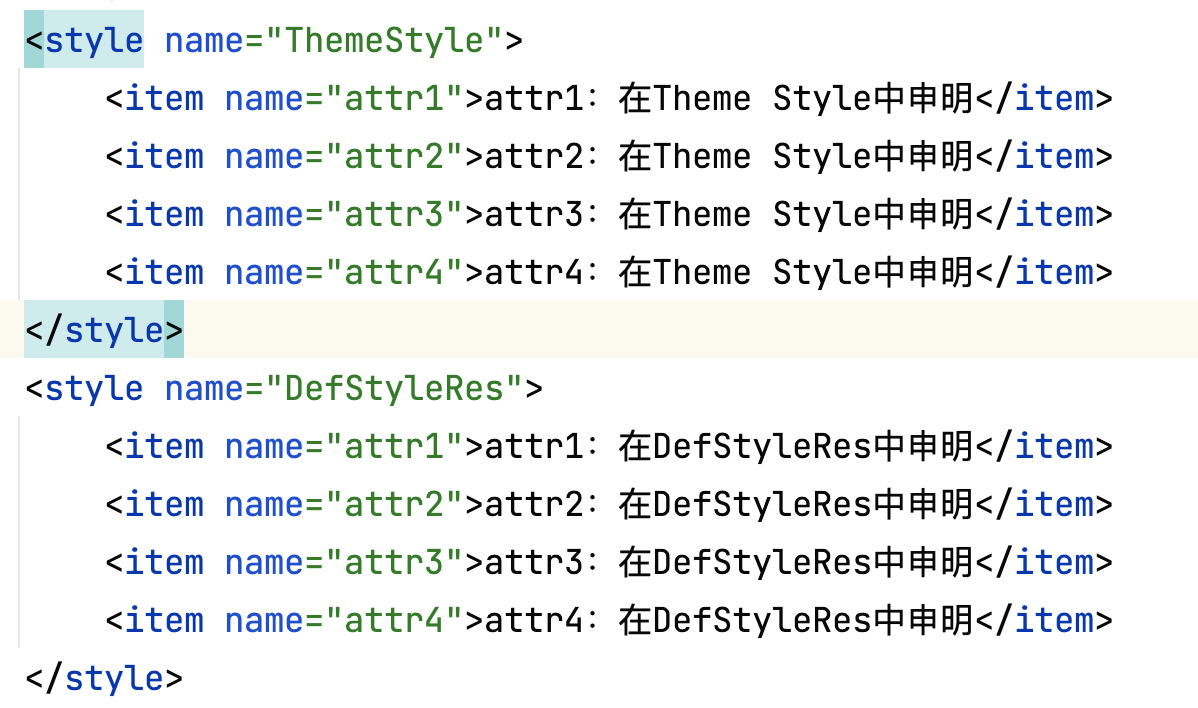 <style name="ThemeStyle">
    <item name="attr1">attr1：在Theme Style中申明</item>
    <item name="attr2">attr2：在Theme Style中申明</item>
    <item name="attr3">attr3：在Theme Style中申明</item>
    <item name="attr4">attr4：在Theme Style中申明</item>
</style>
<style name="DefStyleRes">
    <item name="attr1">attr1：在DefStyleRes中申明</item>
    <item name="attr2">attr2：在DefStyleRes中申明</item>
    <item name="attr3">attr3：在DefStyleRes中申明</item>
    <item name="attr4">attr4：在DefStyleRes中申明</item>
</style>